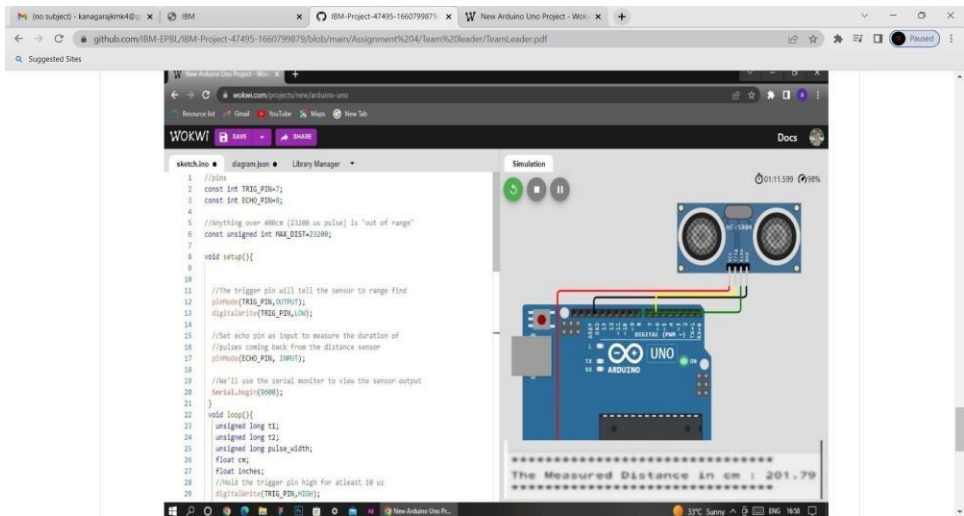 (no subject) - kanagarajkmk4@g
IBM
IBM-Project-47495-1660799879
W New Arduino Uno Project - Wok
github.com/IBM-EPBL/IBM-Project-47495-1660799879/blob/main/Assignment%204/Team%20leader/TeamLeader.pdf
Paused
Suggested Sites
W New Arduino Uno Project - Wo
wokwi.com/projects/new/arduino-uno
Resource list Gmail YouTube Maps New Tab
WOKWI SAVE SHARE Docs
sketch.ino diagram.json Library Manager
Simulation
01:11.599 98%
1 //pins
2 const int TRIG_PIN=7;
3 const int ECHO_PIN=8;
4
5 //Anything over 400cm (23200 us pulse) is "out of range"
6 const unsigned int MAX_DIST=23200;
7
8 void setup(){
9
10
11 //The trigger pin will tell the sensor to range find
12 pinMode(TRIG_PIN,OUTPUT);
13 digitalWrite(TRIG_PIN,LOW);
14
15 //Set echo pin as input to measure the duration of
16 //pulses coming back from the distance sensor
17 pinMode(ECHO_PIN, INPUT);
18
19 //We'll use the serial monitor to view the sensor output
20 Serial.begin(9600);
21 }
22 void loop(){
23 unsigned long t1;
24 unsigned long t2;
25 unsigned long pulse_width;
26 float cm;
27 float inches;
28 //Hold the trigger pin high for atleast 10 us
29 digitalWrite(TRIG_PIN,HIGH);
HC-SR04
AREF
GND
13
12
DIGITAL (PWM ~)
L
TX
RX
UNO
ON
ARDUINO
*******************************
The Measured Distance in cm : 201.79
*******************************
New Arduino Uno Pr...
33°C Sunny ENG 16:50